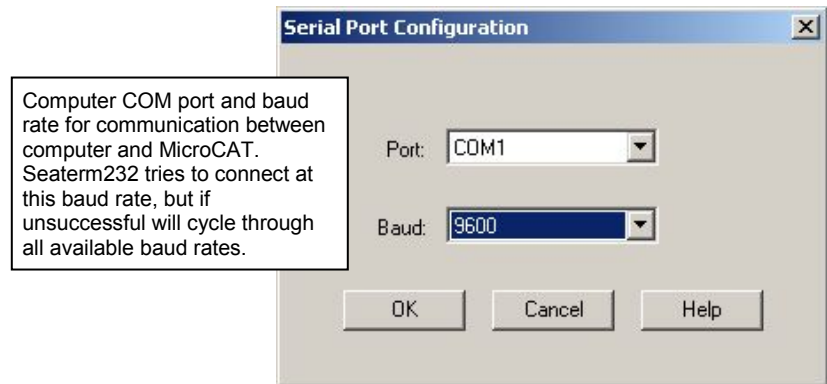 Serial Port Configuration
Computer COM port and baud
rate for communication between
computer and MicroCAT.
Seaterm232 tries to connect at
this baud rate, but if
unsuccessful will cycle through
all available baud rates.
Port: COM1
Baud: 9600
OK Cancel Help